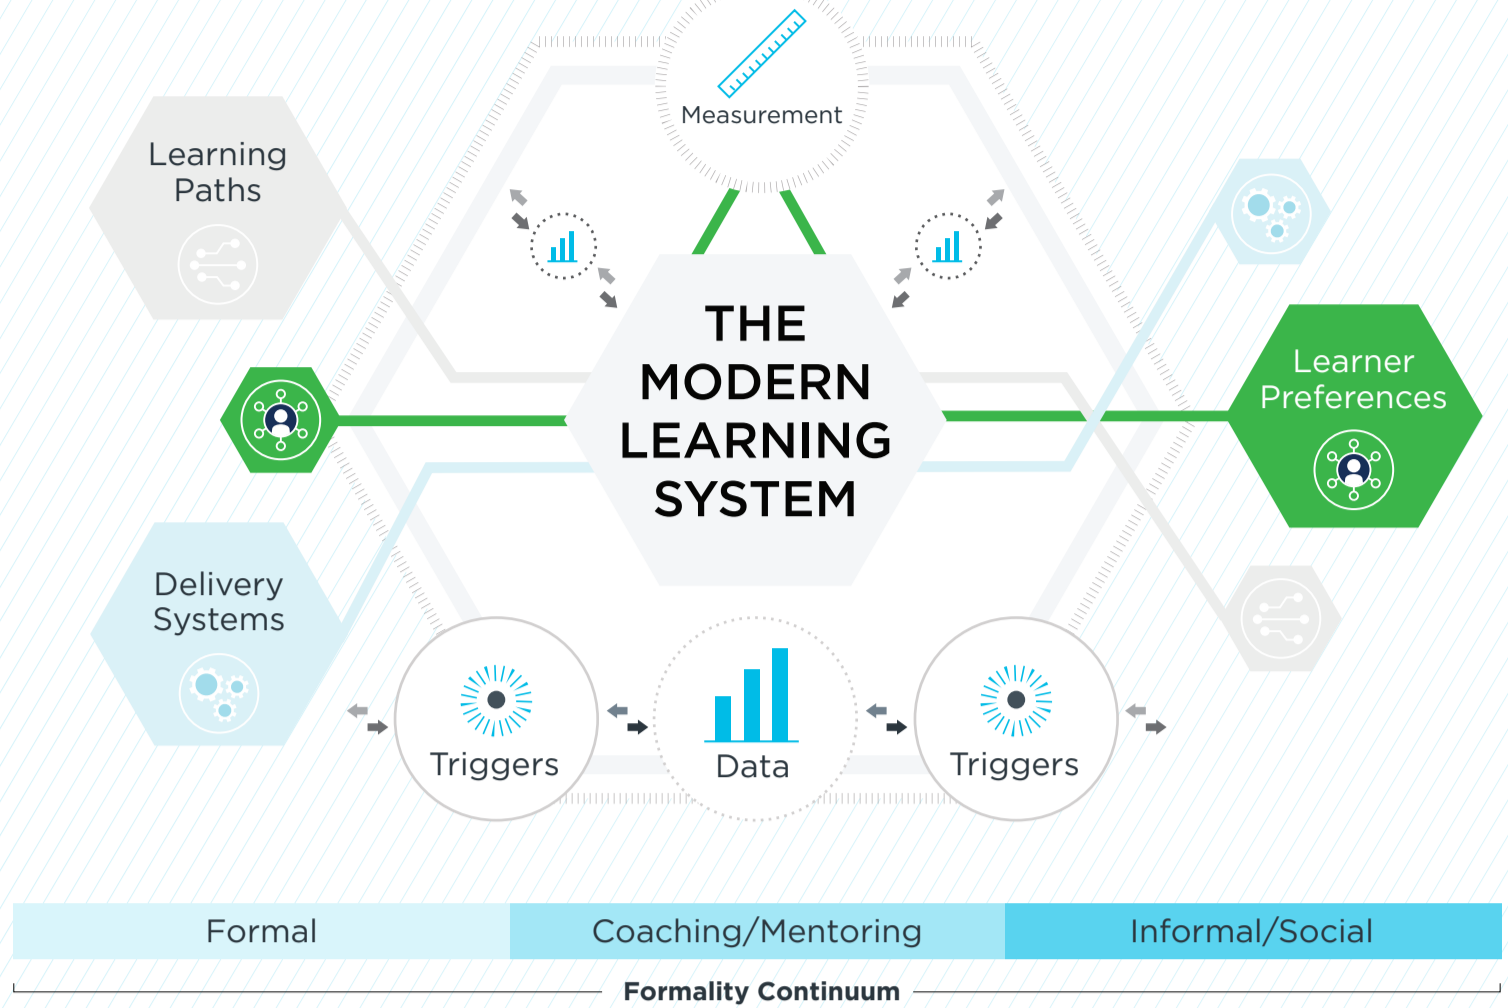 Measurement
Learning
Paths
THE
MODERN
LEARNING
SYSTEM
Learner
Preferences
Delivery
Systems
Triggers
Data
Triggers
Formal
Coaching/Mentoring
Informal/Social
Formality Continuum